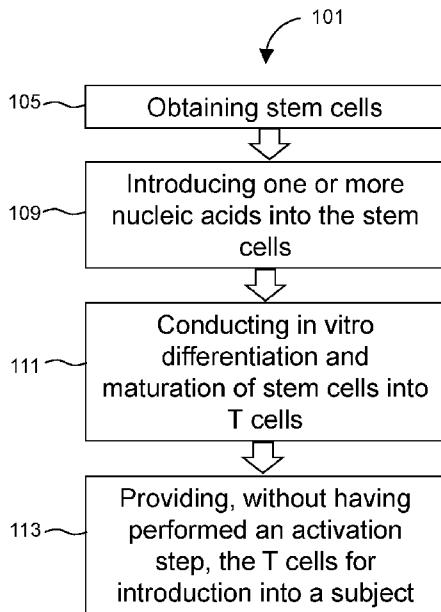 101
105
Obtaining stem cells
109
Introducing one or more
nucleic acids into the stem
cells
111
Conducting in vitro
differentiation and
maturation of stem cells into
T cells
113
Providing, without having
performed an activation
step, the T cells for
introduction into a subject